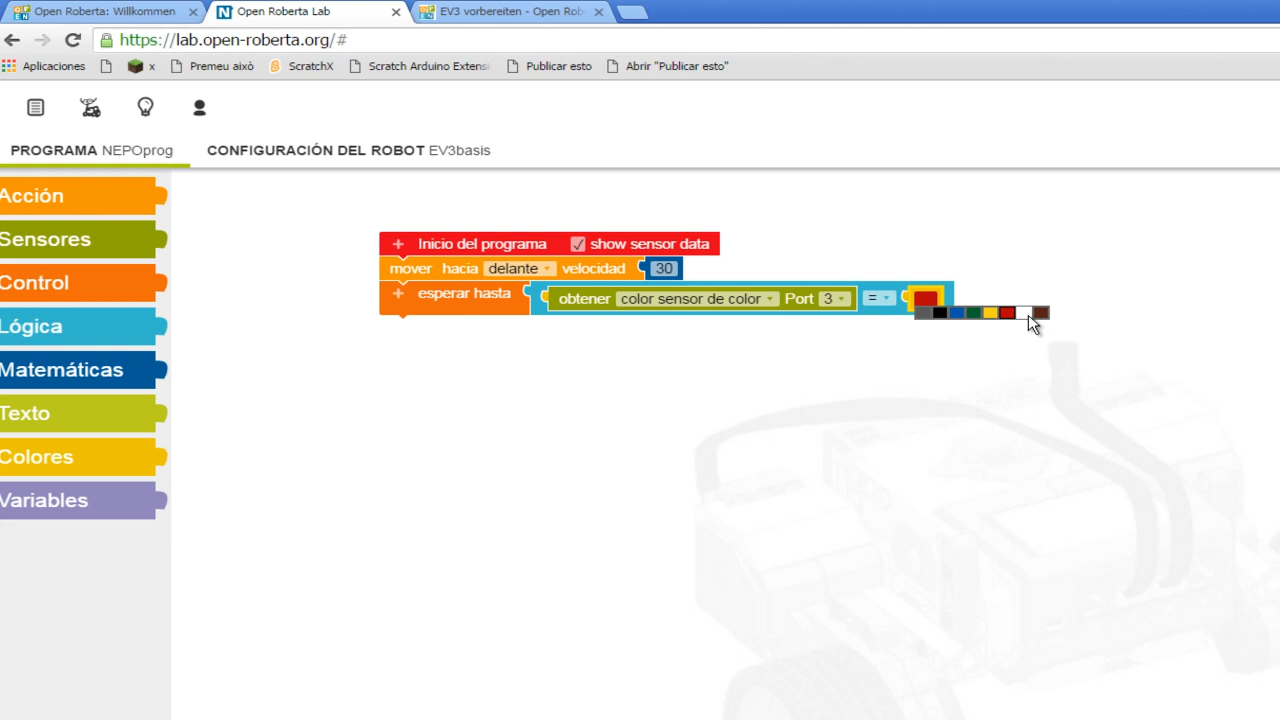 Open Roberta: Willkommen
Open Roberta Lab
EV3 vorbereiten - Open Rob
https://lab.open-roberta.org/#
Aplicaciones
x
Premeu això
ScratchX
Scratch Arduino Extensi
Publicar esto
Abrir "Publicar esto"
PROGRAMA NEPOprog
CONFIGURACIÓN DEL ROBOT EV3basis
Acción
Sensores
Control
Lógica
Matemáticas
Texto
Colores
Variables
+ Inicio del programa ✓ show sensor data
mover hacia delante velocidad 30
+ esperar hasta obtener color sensor de color Port 3 =